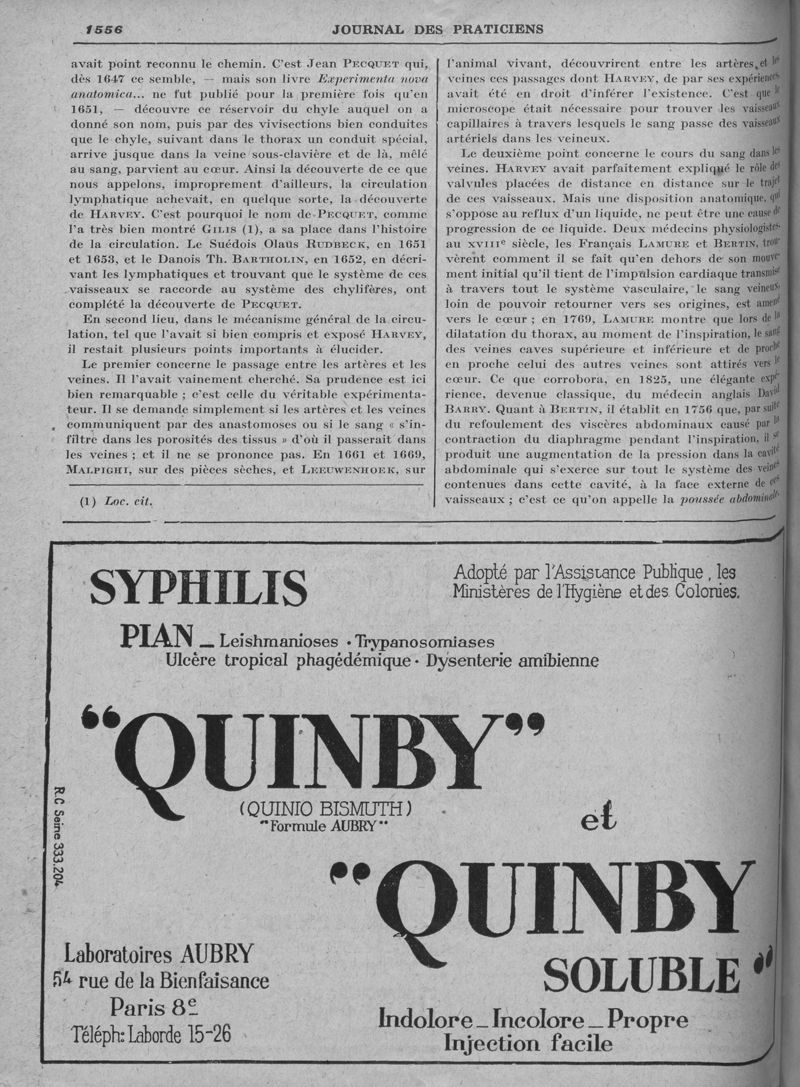 1556
JOURNAL DES PRATICIENS
avait point reconnu le chemin. C'est Jean PECQUET qui,
dès 1647 ce semble, — mais son livre Experimenta nova
anatomica... ne fut publié pour la première fois qu'en
1651, — découvre ce réservoir du chyle auquel on a
donné son nom, puis par des vivisections bien conduites
que le chyle, suivant dans le thorax un conduit spécial,
arrive jusque dans la veine sous-clavière et de là, mêlé
au sang, parvient au cœur. Ainsi la découverte de ce que
nous appelons, improprement d'ailleurs, la circulation
lymphatique achevait, en quelque sorte, la découverte
de HARVEY. C'est pourquoi le nom de PECQUET, comme
l'a très bien montré GILIS (1), a sa place dans l'histoire
de la circulation. Le Suédois Olaüs RUDBECK, en 1651
et 1653, et le Danois Th. BARTHOLIN, en 1652, en décri-
vant les lymphatiques et trouvant que le système de ces
vaisseaux se raccorde au système des chylifères, ont
complété la découverte de PECQUET.
En second lieu, dans le mécanisme général de la circu-
lation, tel que l'avait si bien compris et exposé HARVEY,
il restait plusieurs points importants à élucider.
Le premier concerne le passage entre les artères et les
veines. Il l'avait vainement cherché. Sa prudence est ici
bien remarquable ; c'est celle du véritable expérimenta-
teur. Il se demande simplement si les artères et les veines
communiquent par des anastomoses ou si le sang « s'in-
filtre dans les porosités des tissus » d'où il passerait dans
les veines ; et il ne se prononce pas. En 1661 et 1669,
MALPIGHI, sur des pièces sèches, et LEEUWENHOEK, sur
(1) Loc. cit.
l'animal vivant, découvrirent entre les artères et les
veines ces passages dont HARVEY, de par ses expériences
avait été en droit d'inférer l'existence. C'est que le
microscope était nécessaire pour trouver les vaisseaux
capillaires à travers lesquels le sang passe des vaisseaux
artériels dans les veineux.
Le deuxième point concerne le cours du sang dans les
veines. HARVEY avait parfaitement expliqué le rôle des
valvules placées de distance en distance sur le trajet
de ces vaisseaux. Mais une disposition anatomique, qui
s'oppose au reflux d'un liquide, ne peut être une cause de
progression de ce liquide. Deux médecins physiologistes
au XVIIIe siècle, les Français LAMURE et BERTIN, trou-
vèrent comment il se fait qu'en dehors de son mouve-
ment initial qu'il tient de l'impulsion cardiaque transmise
à travers tout le système vasculaire, le sang veineux,
loin de pouvoir retourner vers ses origines, est amené
vers le cœur ; en 1769, LAMURE montre que lors de la
dilatation du thorax, au moment de l'inspiration, le sang
des veines caves supérieure et inférieure et de proche
en proche celui des autres veines sont attirés vers le
cœur. Ce que corrobora, en 1825, une élégante expé-
rience, devenue classique, du médecin anglais David
BARRY. Quant à BERTIN, il établit en 1756 que, par suite
du refoulement des viscères abdominaux causé par la
contraction du diaphragme pendant l'inspiration, il se
produit une augmentation de la pression dans la cavité
abdominale qui s'exerce sur tout le système des veines
contenues dans cette cavité, à la face externe de ces
vaisseaux ; c'est ce qu'on appelle la poussée abdominale.
SYPHILIS
Adopté par l'Assistance Publique, les
Ministères de l'Hygiène et des Colonies.
PIAN — Leishmanioses • Trypanosomiases
Ulcère tropical phagédémique • Dysenterie amibienne
"QUINBY"
(QUINIO BISMUTH)
"Formule AUBRY"
et
"QUINBY
SOLUBLE"
R.C Seine 333.204
Laboratoires AUBRY
54 rue de la Bienfaisance
Paris 8e
Téléph: Laborde 15-26
Indolore — Incolore — Propre
Injection facile